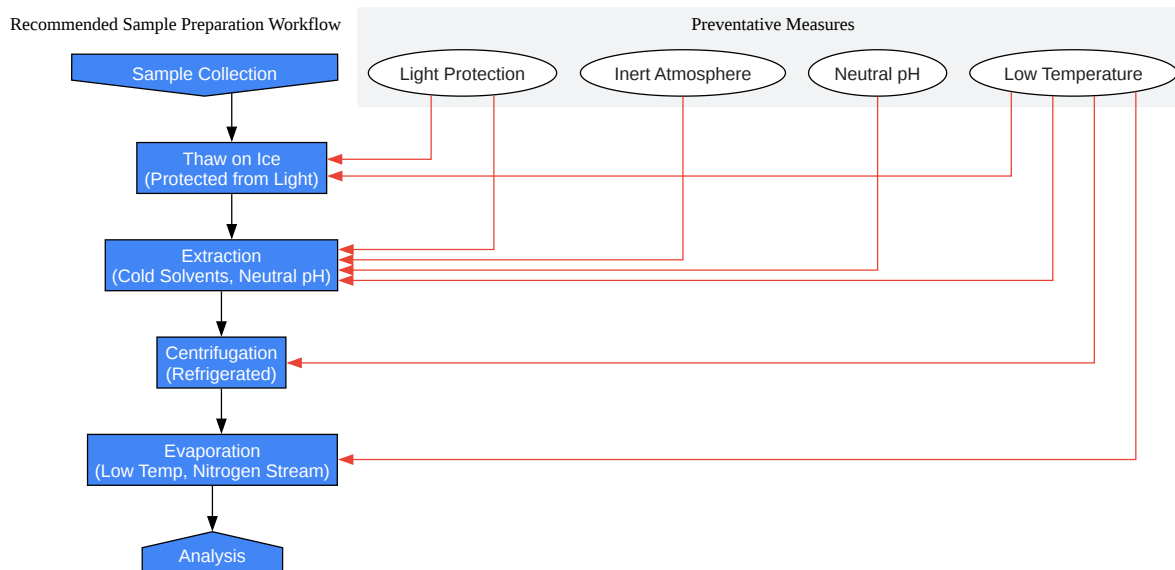 Recommended Sample Preparation Workflow
Preventative Measures
Sample Collection
Light Protection
Inert Atmosphere
Neutral pH
Low Temperature
Thaw on Ice
(Protected from Light)
Extraction
(Cold Solvents, Neutral pH)
Centrifugation
(Refrigerated)
Evaporation
(Low Temp, Nitrogen Stream)
Analysis